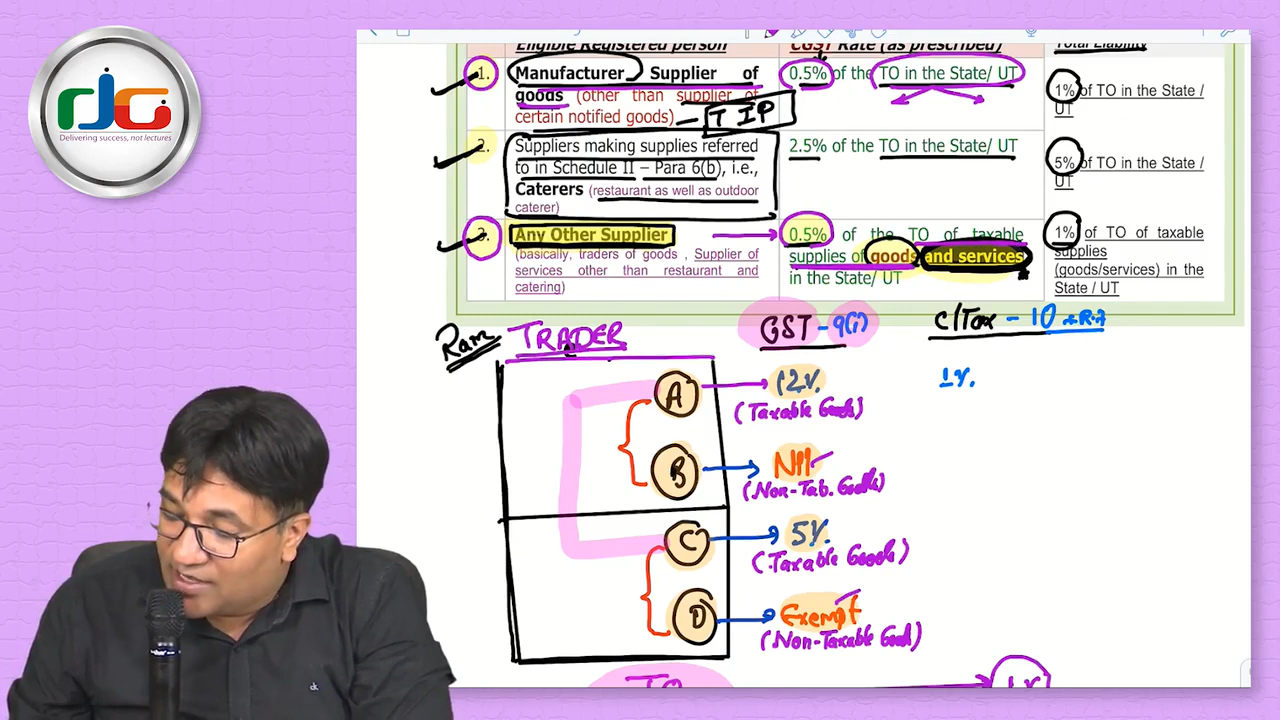 Delivering success, not lectures
Eligible Registered person
CGST Rate (as prescribed)
Total Liability
1.
Manufacturer Supplier of
goods (other than supplier of
certain notified goods)
TIP
0.5% of the TO in the State/ UT
1% of TO in the State /
UT
2.
Suppliers making supplies referred
to in Schedule II – Para 6(b), i.e.,
Caterers (restaurant as well as outdoor
caterer)
2.5% of the TO in the State/ UT
5% of TO in the State /
UT
3.
Any Other Supplier
(basically, traders of goods , Supplier of
services other than restaurant and
catering)
0.5% of the TO of taxable
supplies of goods and services
in the State/ UT
1% of TO of taxable
supplies
(goods/services) in the
State / UT
Ram TRADER
GST - 9(1)
C/Tax - 10
A
12%.
(Taxable Goods)
1%.
B
Nil
(Non-Tab. Goods)
C
5%.
(Taxable Goods)
D
Exempt
(Non-Taxable Goods)
TO